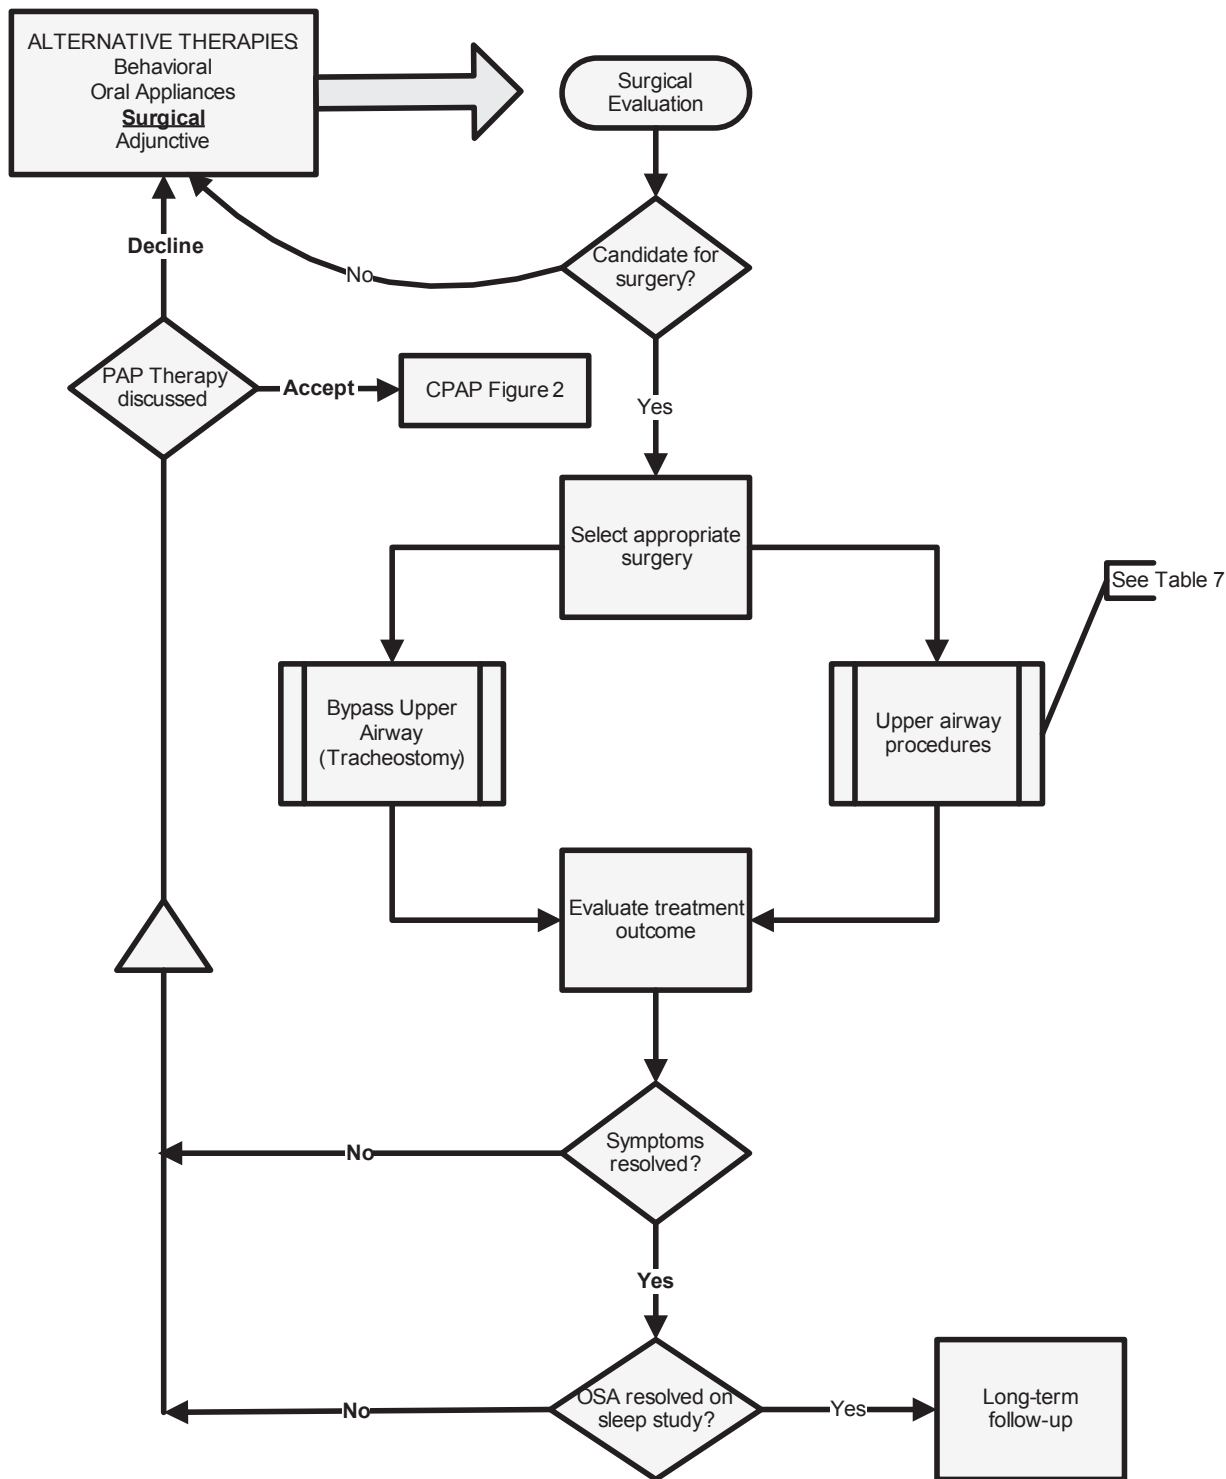 ALTERNATIVE THERAPIES:
Behavioral
Oral Appliances
Surgical
Adjunctive
Surgical
Evaluation
Decline
No
Candidate for
surgery?
PAP Therapy
discussed
Accept
CPAP Figure 2
Yes
Select appropriate
surgery
See Table 7
Bypass Upper
Airway
(Tracheostomy)
Upper airway
procedures
Evaluate treatment
outcome
No
Symptoms
resolved?
Yes
No
OSA resolved on
sleep study?
Yes
Long-term
follow-up